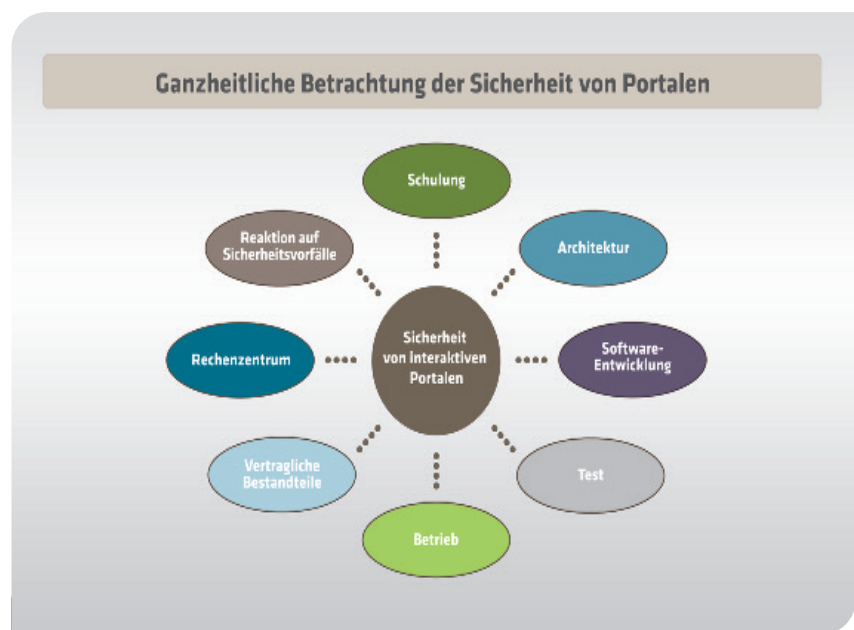 Ganzheitliche Betrachtung der Sicherheit von Portalen
Schulung
Reaktion auf
Sicherheitsvorfälle
Architektur
Sicherheit
von interaktiven
Portalen
Rechenzentrum
Software-
Entwicklung
Vertragliche
Bestandteile
Test
Betrieb